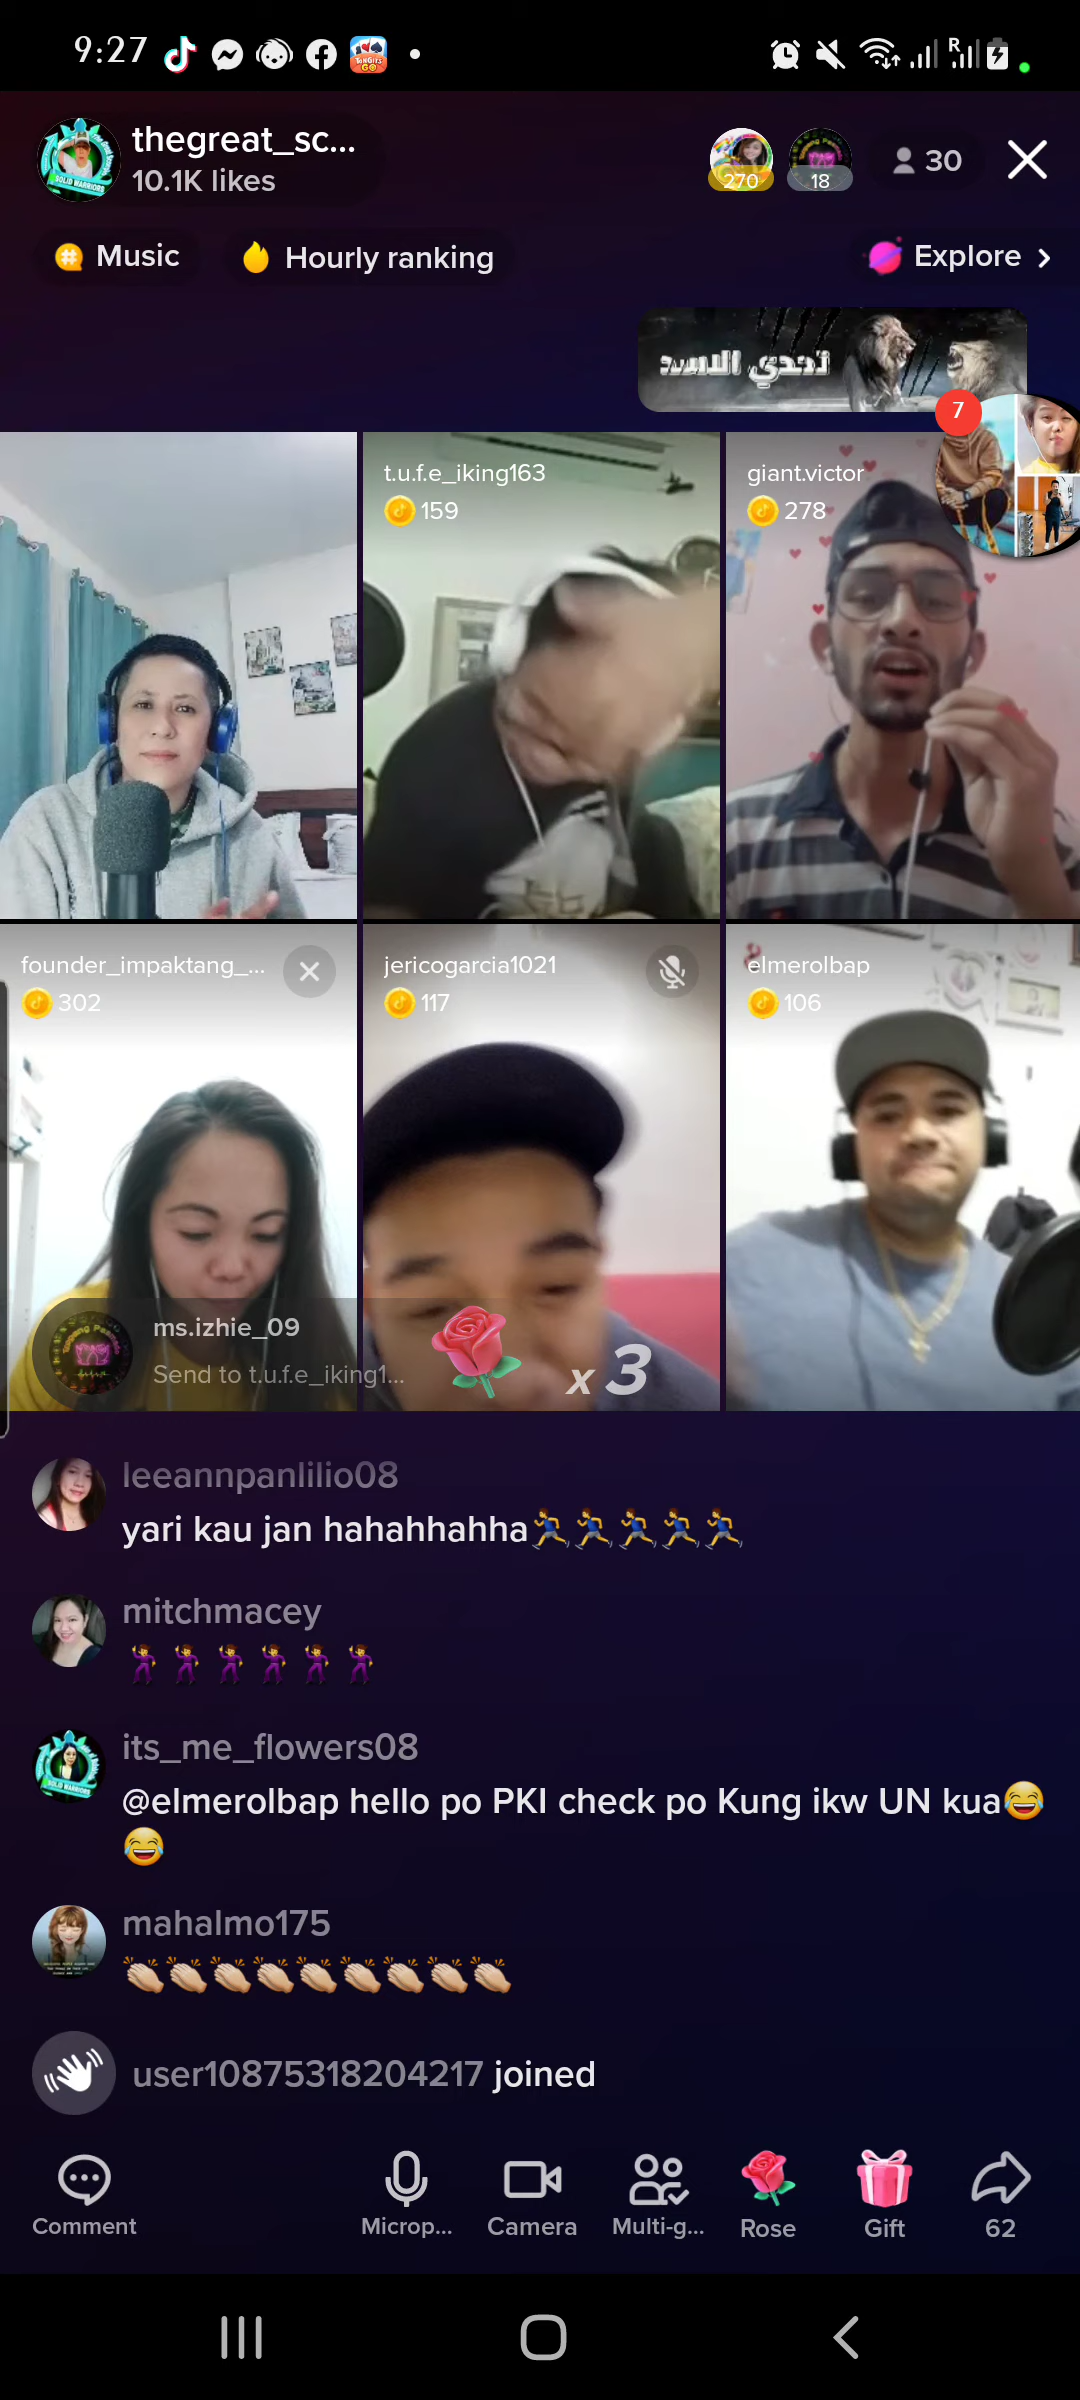 9:27
thegreat_sc...
10.1K likes
270
18
30
Music
Hourly ranking
Explore
تحدي الاسد
7
t.u.f.e_iking163
159
giant.victor
278
founder_impaktang_...
302
jericogarcia1021
117
elmerolbap
106
ms.izhie_09
Send to t.u.f.e_iking1...
x 3
leeannpanlilio08
yari kau jan hahahhahha🏃‍♂️🏃‍♂️🏃‍♂️🏃‍♂️🏃‍♂️
mitchmacey
🕺🕺🕺🕺🕺🕺
its_me_flowers08
@elmerolbap hello po PKI check po Kung ikw UN kua😂
😂
mahalmo175
👏🏼👏🏼👏🏼👏🏼👏🏼👏🏼👏🏼👏🏼👏🏼
user10875318204217 joined
Comment
Microp...
Camera
Multi-g...
Rose
Gift
62